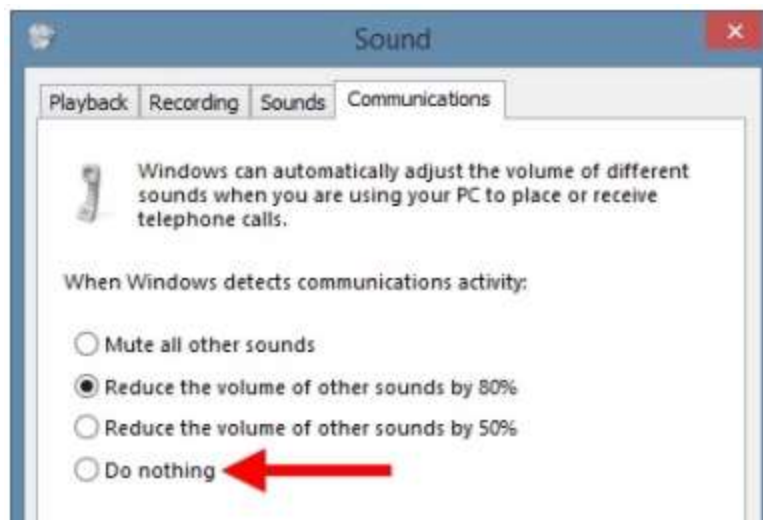 Sound
Playback Recording Sounds Communications
Windows can automatically adjust the volume of different
sounds when you are using your PC to place or receive
telephone calls.
When Windows detects communications activity:
Mute all other sounds
Reduce the volume of other sounds by 80%
Reduce the volume of other sounds by 50%
Do nothing